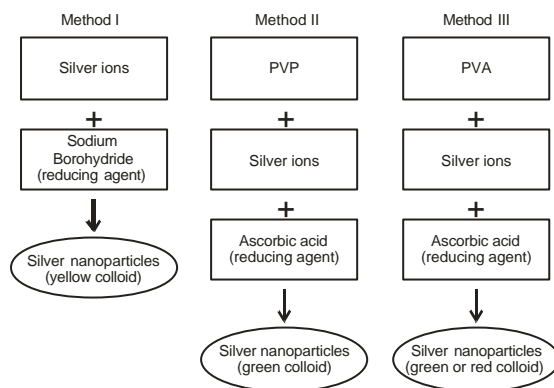 Method I
Silver ions
+
Sodium
Borohydride
(reducing agent)
Silver nanoparticles
(yellow colloid)
Method II
PVP
+
Silver ions
+
Ascorbic acid
(reducing agent)
Silver nanoparticles
(green colloid)
Method III
PVA
+
Silver ions
+
Ascorbic acid
(reducing agent)
Silver nanoparticles
(green or red colloid)